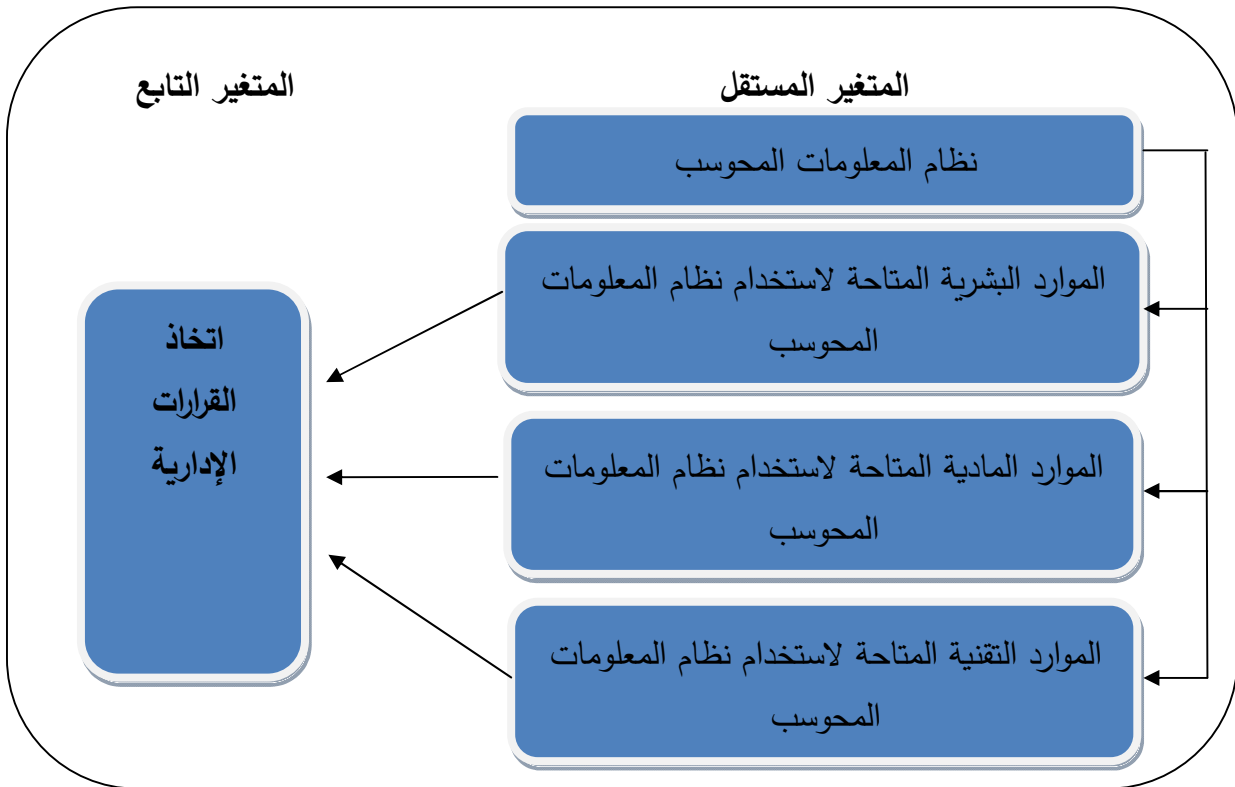 المتغير المستقل
المتغير التابع
نظام المعلومات المحوسب
الموارد البشرية المتاحة لاستخدام نظام المعلومات
المحوسب
الموارد المادية المتاحة لاستخدام نظام المعلومات
المحوسب
الموارد التقنية المتاحة لاستخدام نظام المعلومات
المحوسب
اتخاذ
القرارات
الإدارية